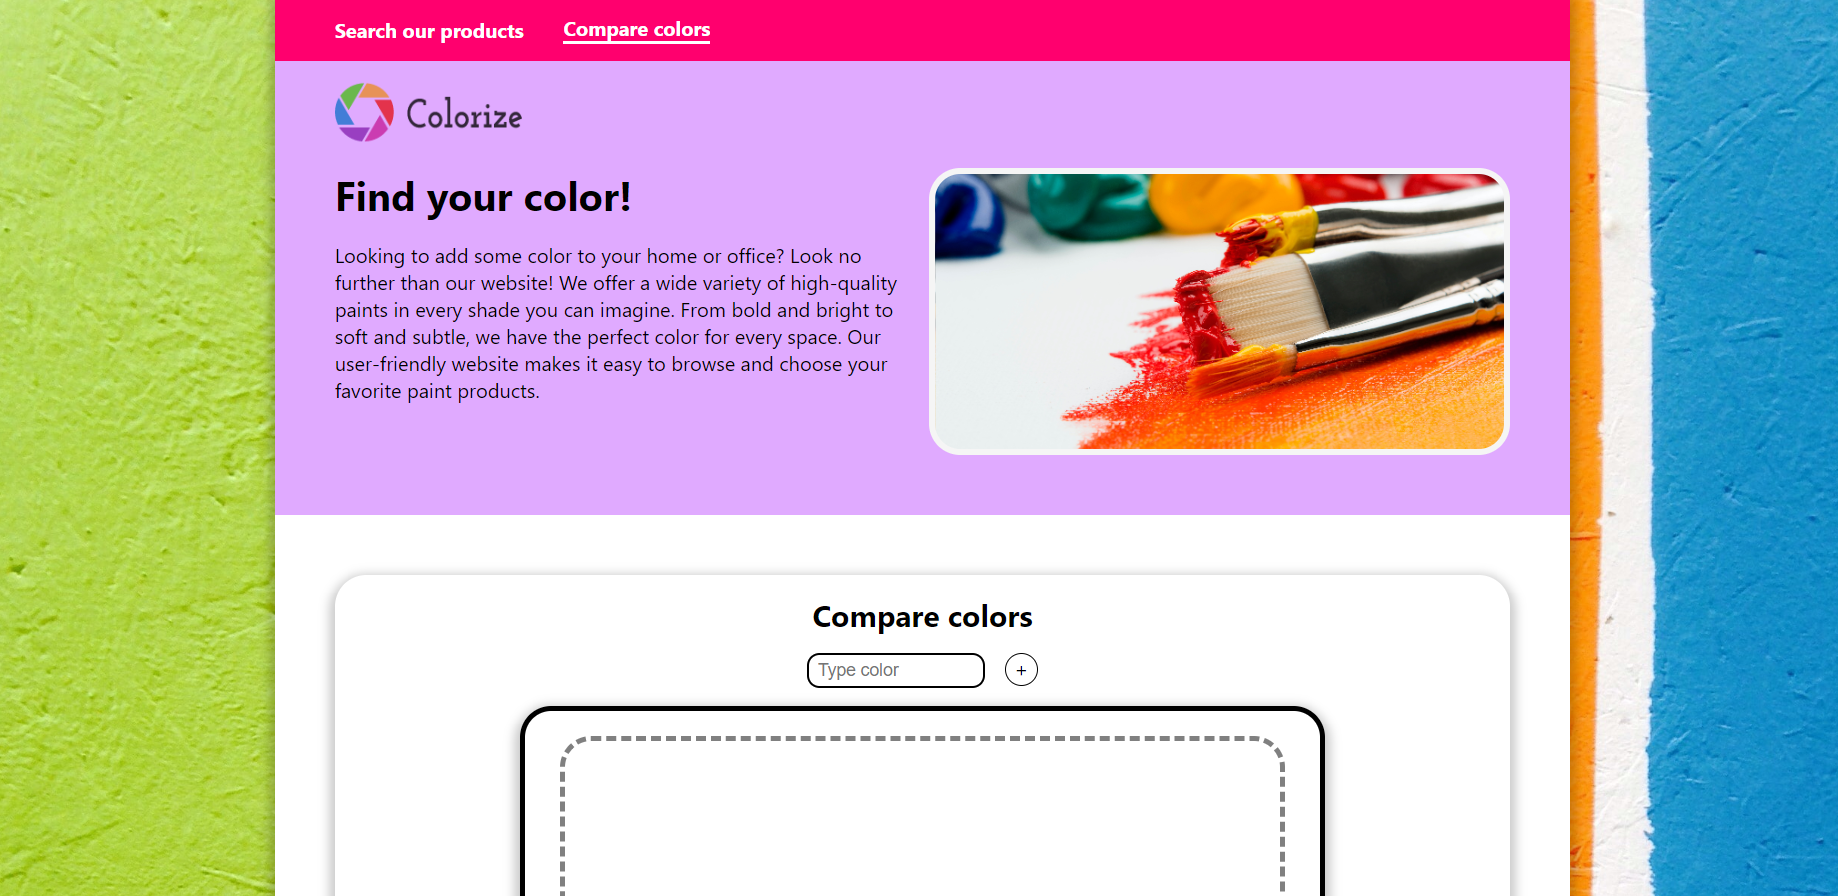 Search our products
Compare colors
Colorize
Find your color!
Looking to add some color to your home or office? Look no
further than our website! We offer a wide variety of high-quality
paints in every shade you can imagine. From bold and bright to
soft and subtle, we have the perfect color for every space. Our
user-friendly website makes it easy to browse and choose your
favorite paint products.
Compare colors
Type color
+